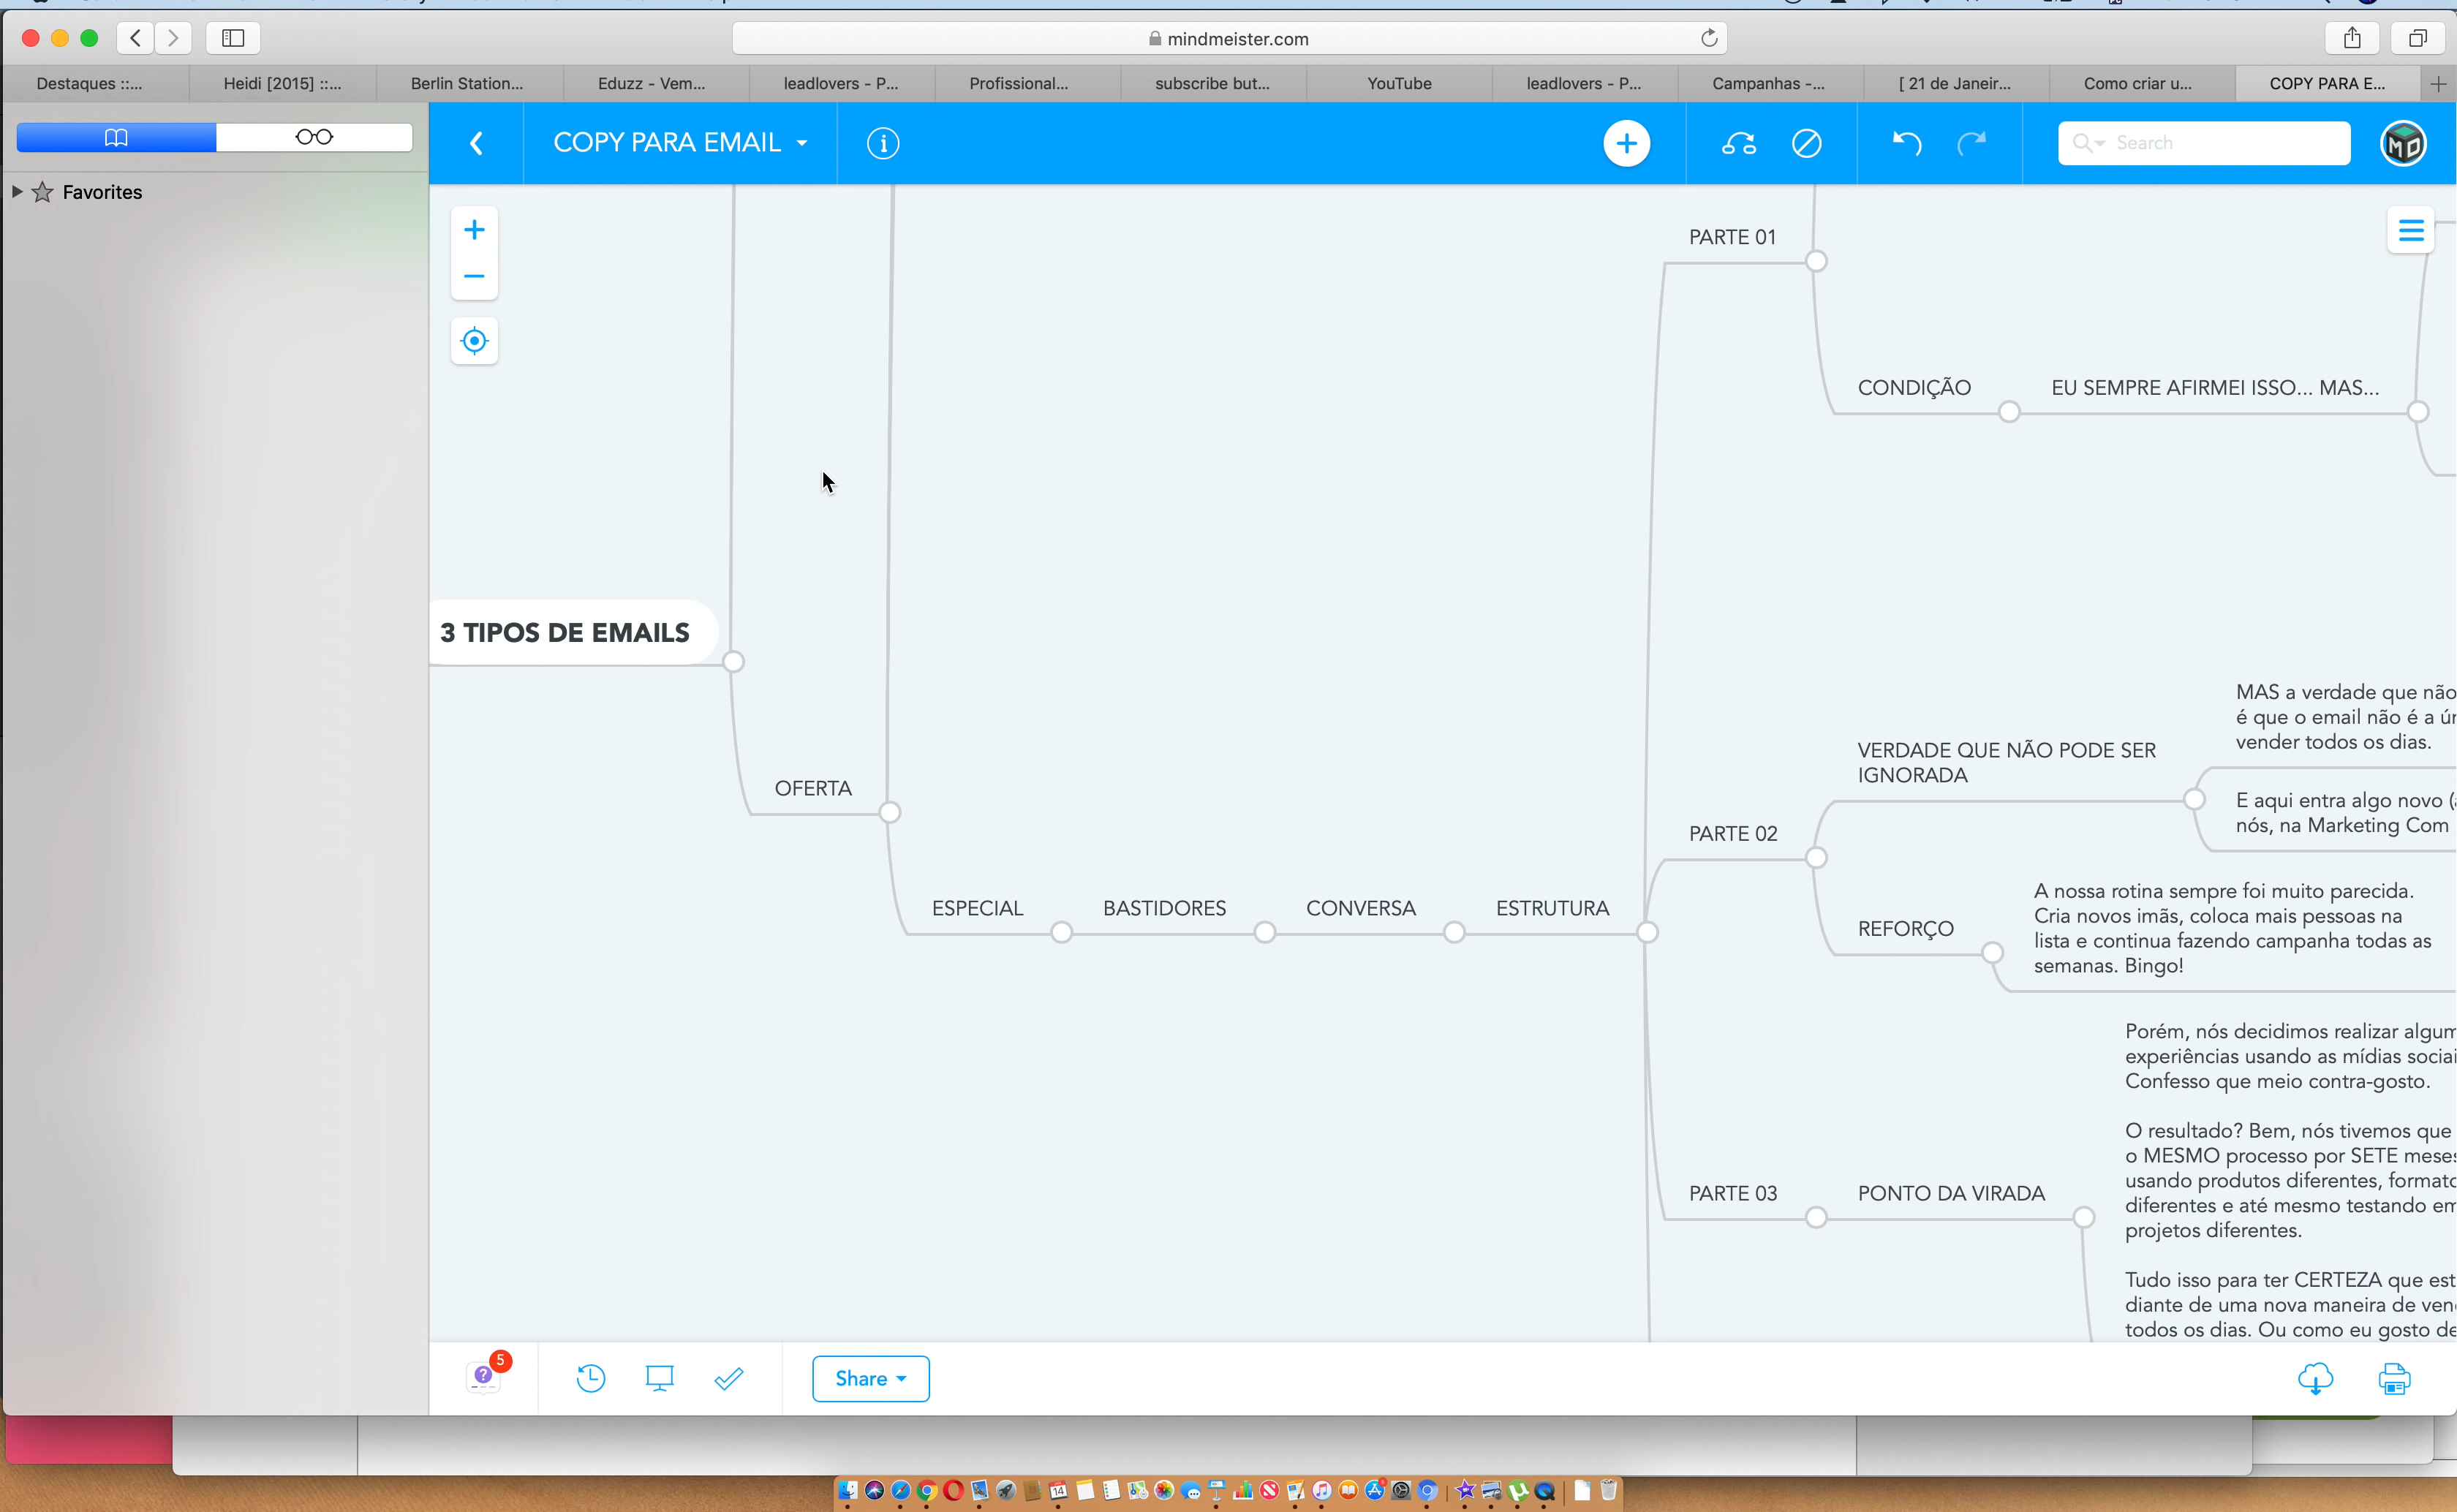 mindmeister.com
Destaques ::...
Heidi [2015] ::...
Berlin Station...
Eduzz - Vem...
leadlovers - P...
Profissional...
subscribe but...
YouTube
leadlovers - P...
Campanhas -...
[ 21 de Janeir...
Como criar u...
COPY PARA E...
COPY PARA EMAIL
Search
Favorites
PARTE 01
CONDIÇÃO
EU SEMPRE AFIRMEI ISSO... MAS...
3 TIPOS DE EMAILS
OFERTA
ESPECIAL
BASTIDORES
CONVERSA
ESTRUTURA
PARTE 02
VERDADE QUE NÃO PODE SER
IGNORADA
MAS a verdade que não
é que o email não é a
vender todos os dias.
E aqui entra algo novo
nós, na Marketing Com
REFORÇO
A nossa rotina sempre foi muito parecida.
Cria novos imãs, coloca mais pessoas na
lista e continua fazendo campanha todas as
semanas. Bingo!
PARTE 03
PONTO DA VIRADA
Porém, nós decidimos realizar algum
experiências usando as mídias sociai
Confesso que meio contra-gosto.
O resultado? Bem, nós tivemos que
o MESMO processo por SETE meses
usando produtos diferentes, formato
diferentes e até mesmo testando em
projetos diferentes.
Tudo isso para ter CERTEZA que est
diante de uma nova maneira de ven
todos os dias. Ou como eu gosto de
5
Share
14